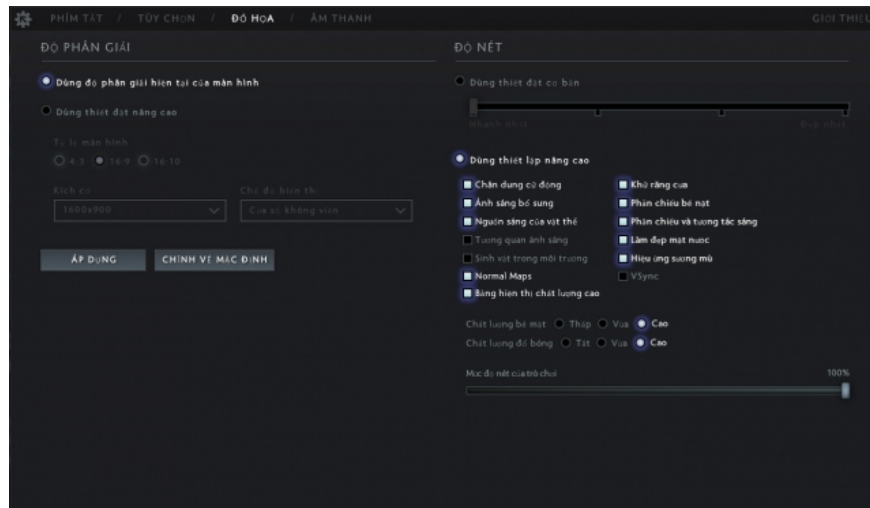 PHÍM TẮT / TÙY CHỌN / ĐỒ HỌA / ÂM THANH GIỚI THIỆU
ĐỘ PHÂN GIẢI
Dùng độ phân giải hiện tại của màn hình
Dùng thiết đặt nâng cao
Tỉ lệ màn hình
4:3 16:9 16:10
Kích cỡ Chế độ hiển thị
1600x900 Cửa sổ không viền
ÁP DỤNG CHỈNH VỀ MẶC ĐỊNH
ĐỘ NÉT
Dùng thiết đặt cơ bản
Nhanh nhất Đẹp nhất
Dùng thiết lập nâng cao
Chân dung cử động Khử răng cưa
Ánh sáng bổ sung Phản chiếu bề mặt
Nguồn sáng của vật thể Phản chiếu và tương tác sáng
Tương quan ánh sáng Làm đẹp mặt nước
Sinh vật trong môi trường Hiệu ứng sương mù
Normal Maps VSync
Bảng hiển thị chất lượng cao
Chất lượng bề mặt Thấp Vừa Cao
Chất lượng đổ bóng Tắt Vừa Cao
Mức độ nét của trò chơi 100%